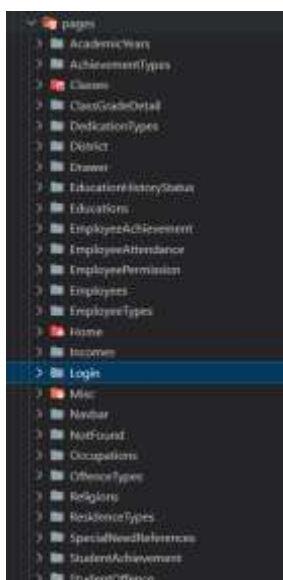 pages
AcademicYears
AchievementTypes
Classes
ClassGradeDetail
DedicationTypes
District
Drawer
EducationHistoryStatus
Educations
EmployeeAchievement
EmployeeAttendance
EmployeePermission
Employees
EmployeeTypes
Home
Incomes
Login
Misc
Navbar
NotFound
Occupations
OffenceTypes
Religions
ResidenceTypes
SpecialNeedReferences
StudentAchievement
StudentOffence